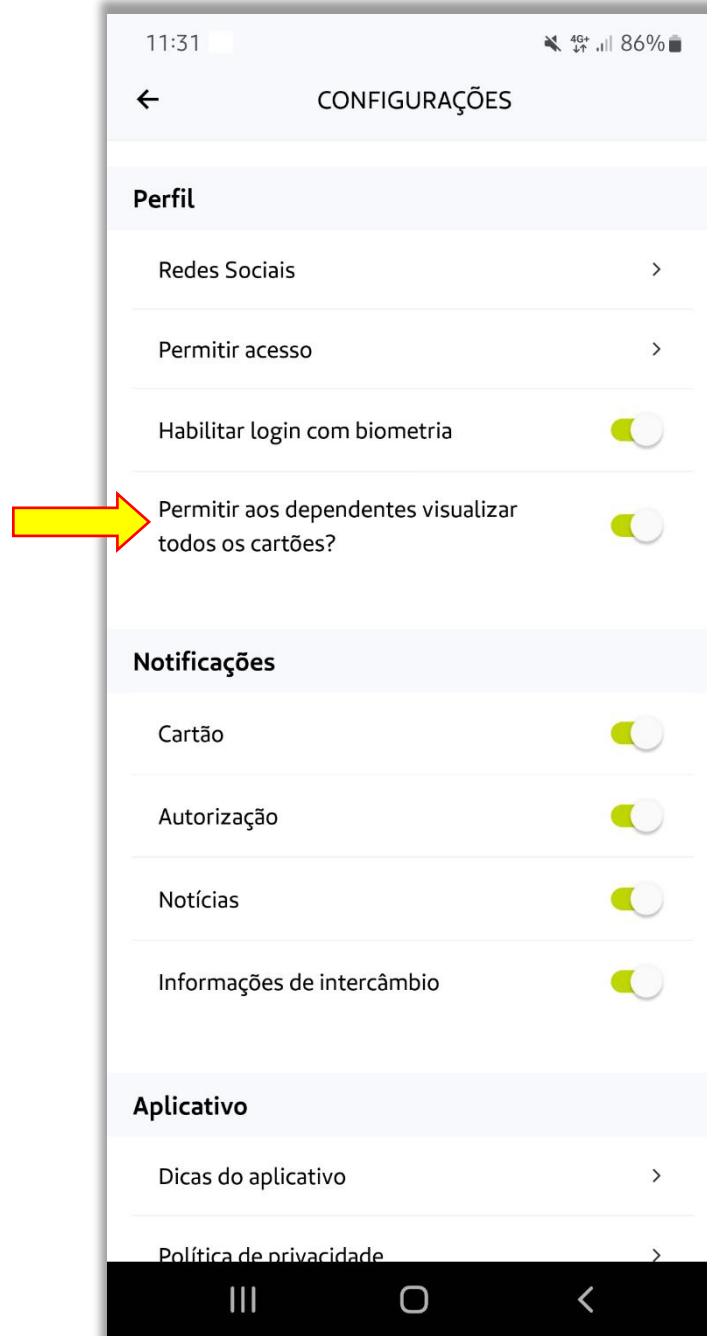 11:31 4G+ 86%
CONFIGURAÇÕES
Perfil
Redes Sociais
Permitir acesso
Habilitar login com biometria
Permitir aos dependentes visualizar
todos os cartões?
Notificações
Cartão
Autorização
Notícias
Informações de intercâmbio
Aplicativo
Dicas do aplicativo
Política de privacidade